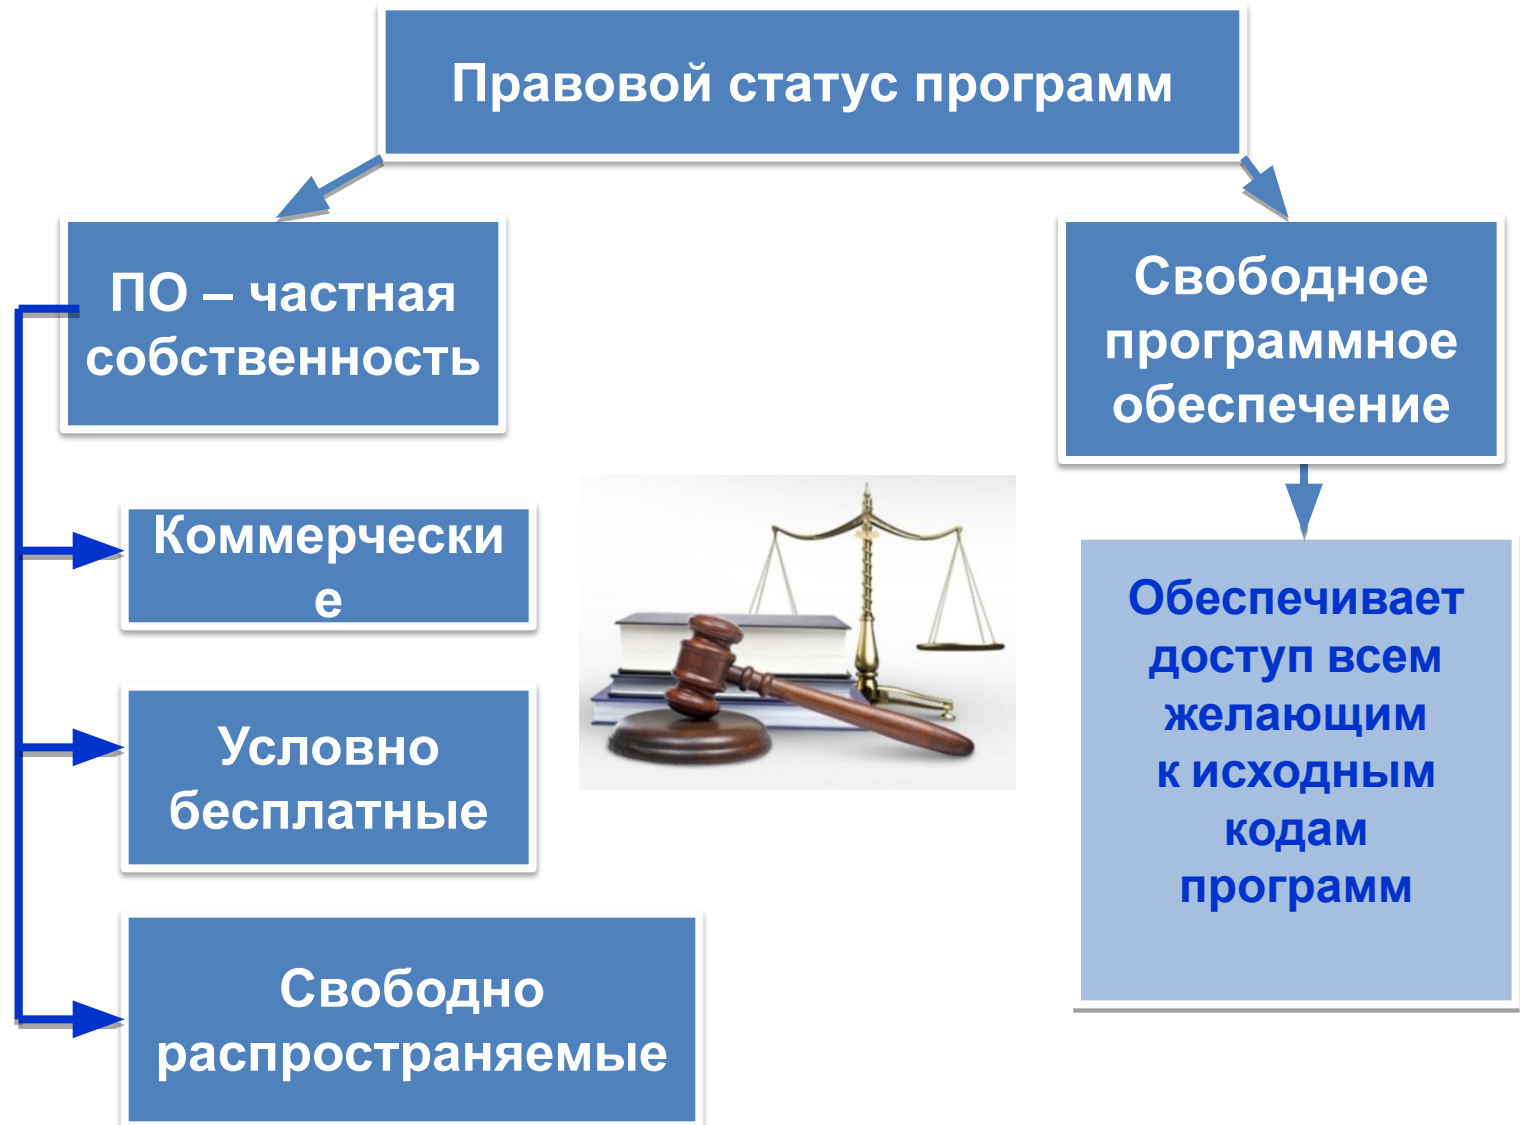 Правовой статус программ
ПО – частная
собственность
Свободное
программное
обеспечение
Коммерчески
е
Условно
бесплатные
Свободно
распространяемые
Обеспечивает
доступ всем
желающим
к исходным
кодам
программ